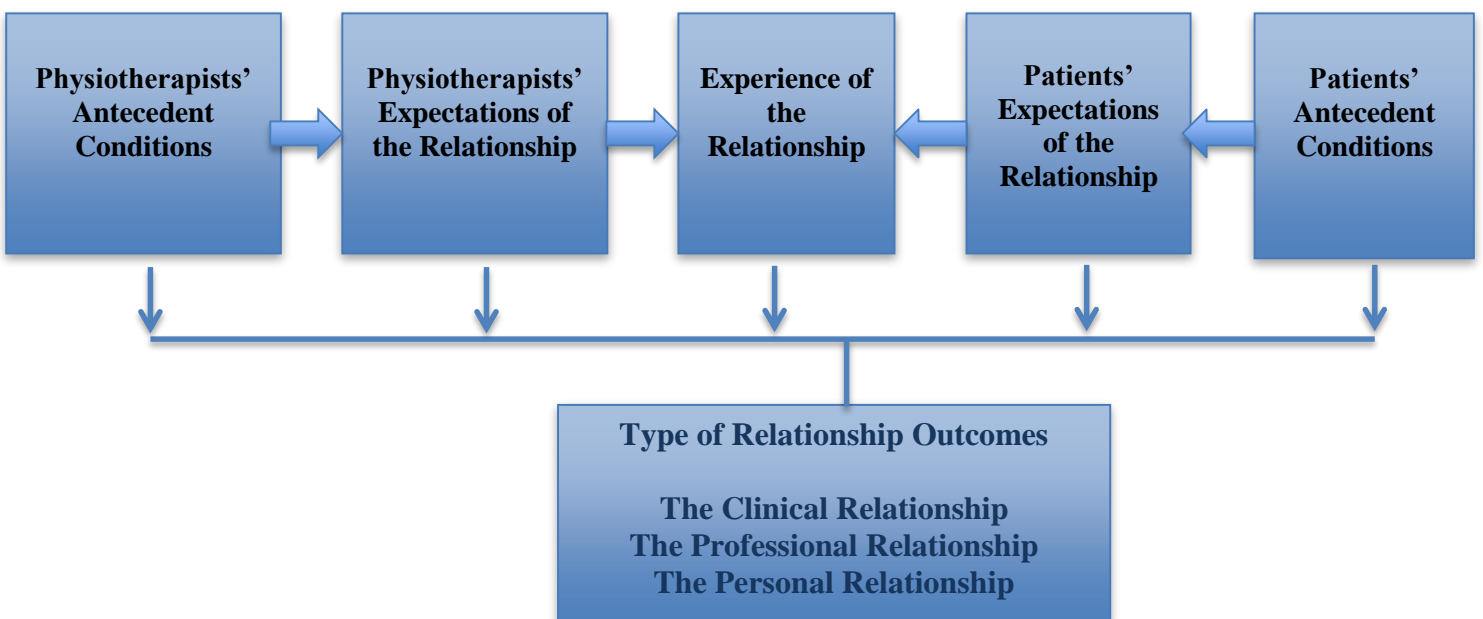 Physiotherapists’
Antecedent
Conditions
Physiotherapists’
Expectations of
the Relationship
Experience of
the
Relationship
Patients’
Expectations
of the
Relationship
Patients’
Antecedent
Conditions
Type of Relationship Outcomes
The Clinical Relationship
The Professional Relationship
The Personal Relationship